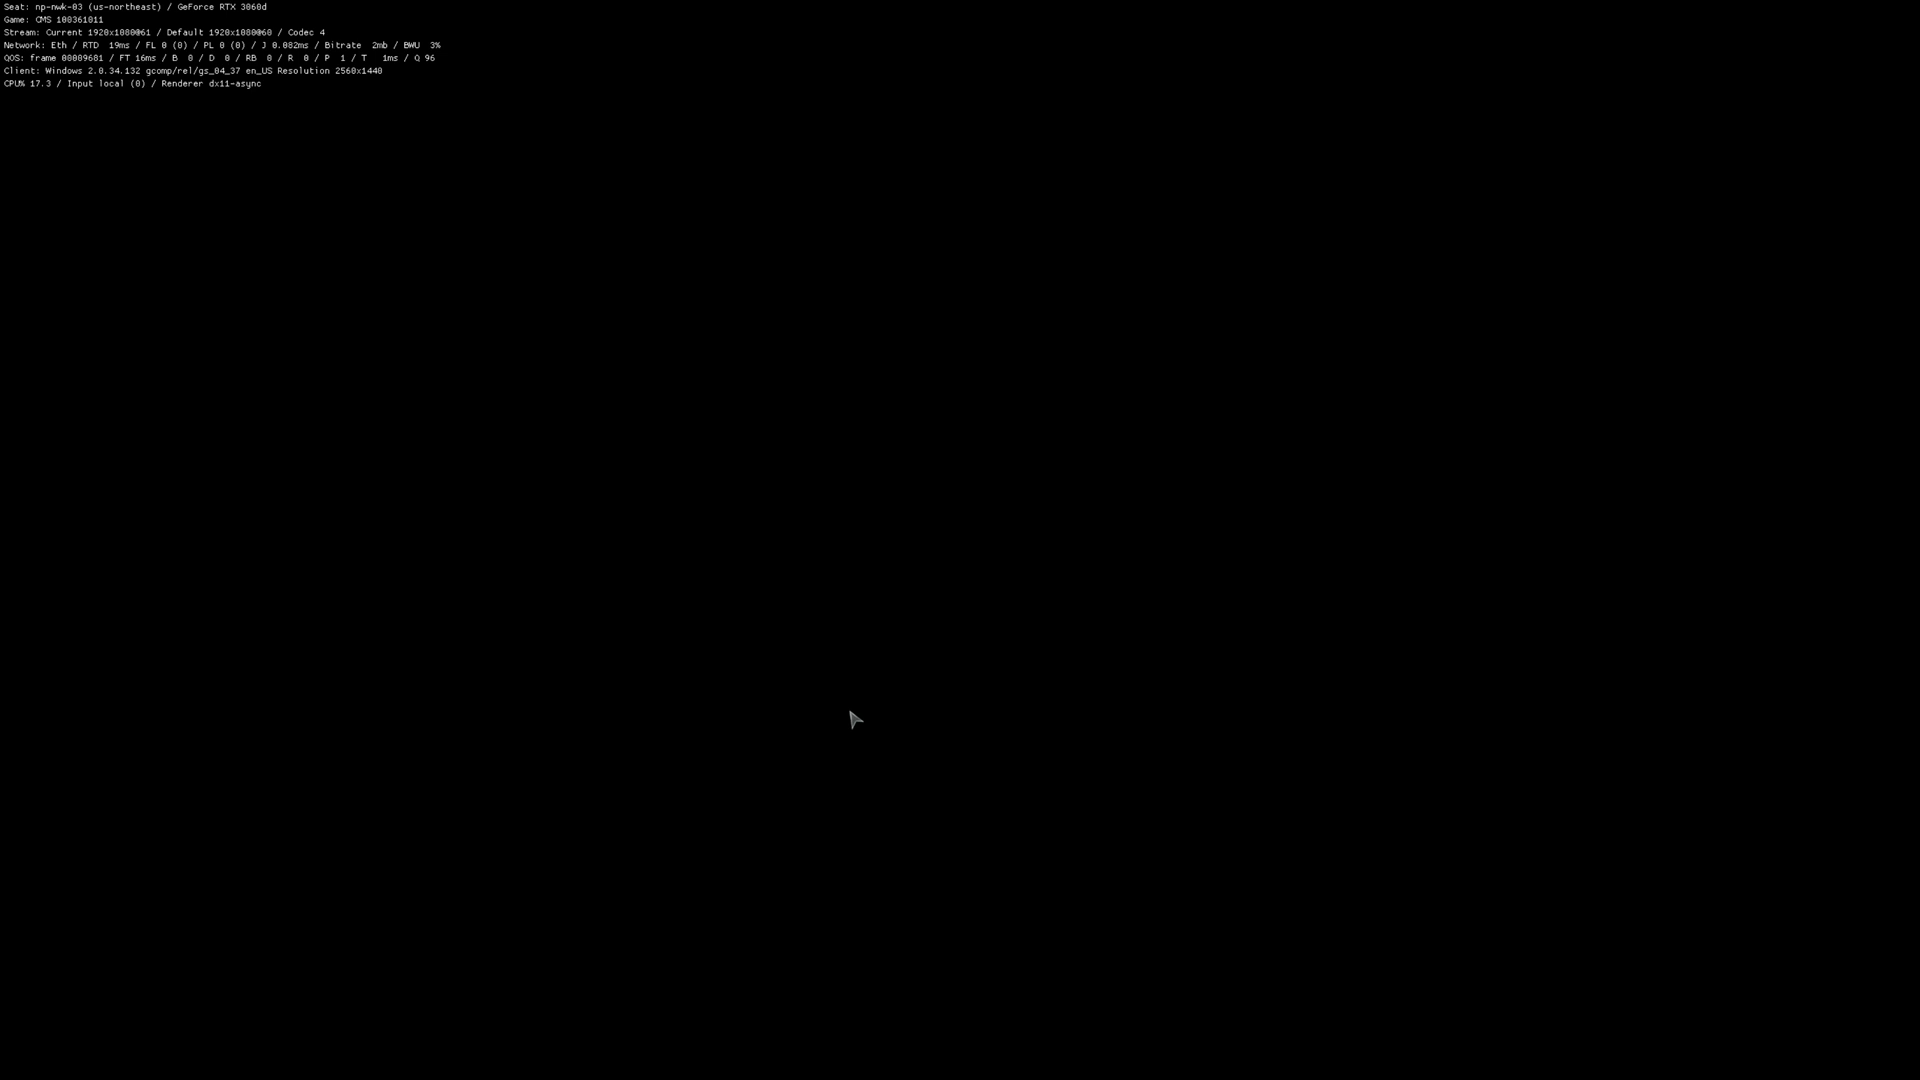 Seat: np-nwk-03 (us-northeast) / GeForce RTX 3060d
Game: CMS 100361011
Stream: Current 1920x1080@61 / Default 1920x1080@60 / Codec 4
Network: Eth / RTD 19ms / FL 0 (0) / PL 0 (0) / J 0.082ms / Bitrate 2mb / BWU 3%
QOS: frame 00009681 / FT 16ms / B 0 / D 0 / RB 0 / R 0 / P 1 / T 1ms / Q 96
Client: Windows 2.0.34.132 gcomp/rel/gs_04_37 en_US Resolution 2560x1440
CPU% 17.3 / Input local (0) / Renderer dx11-async